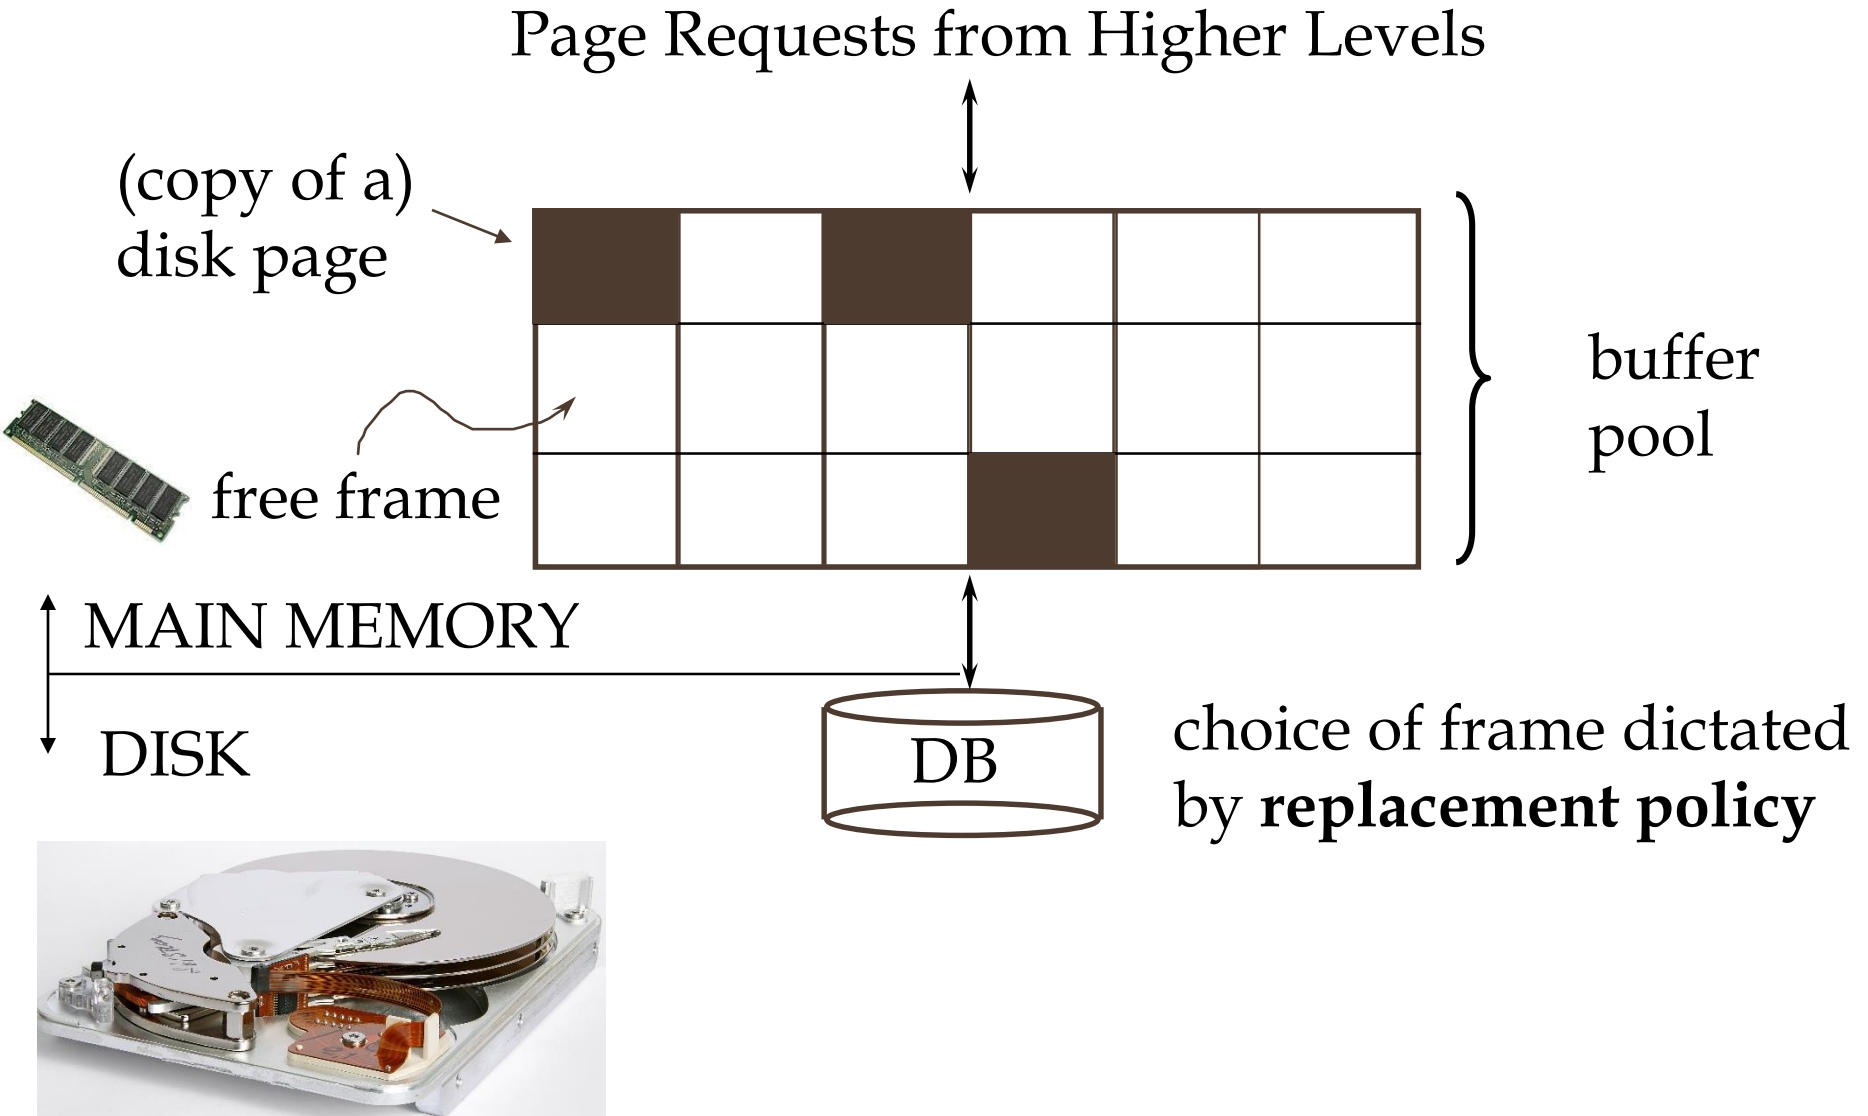 Page Requests from Higher Levels
(copy of a)
disk page
buffer
pool
free frame
MAIN MEMORY
DISK
DB
choice of frame dictated
by replacement policy